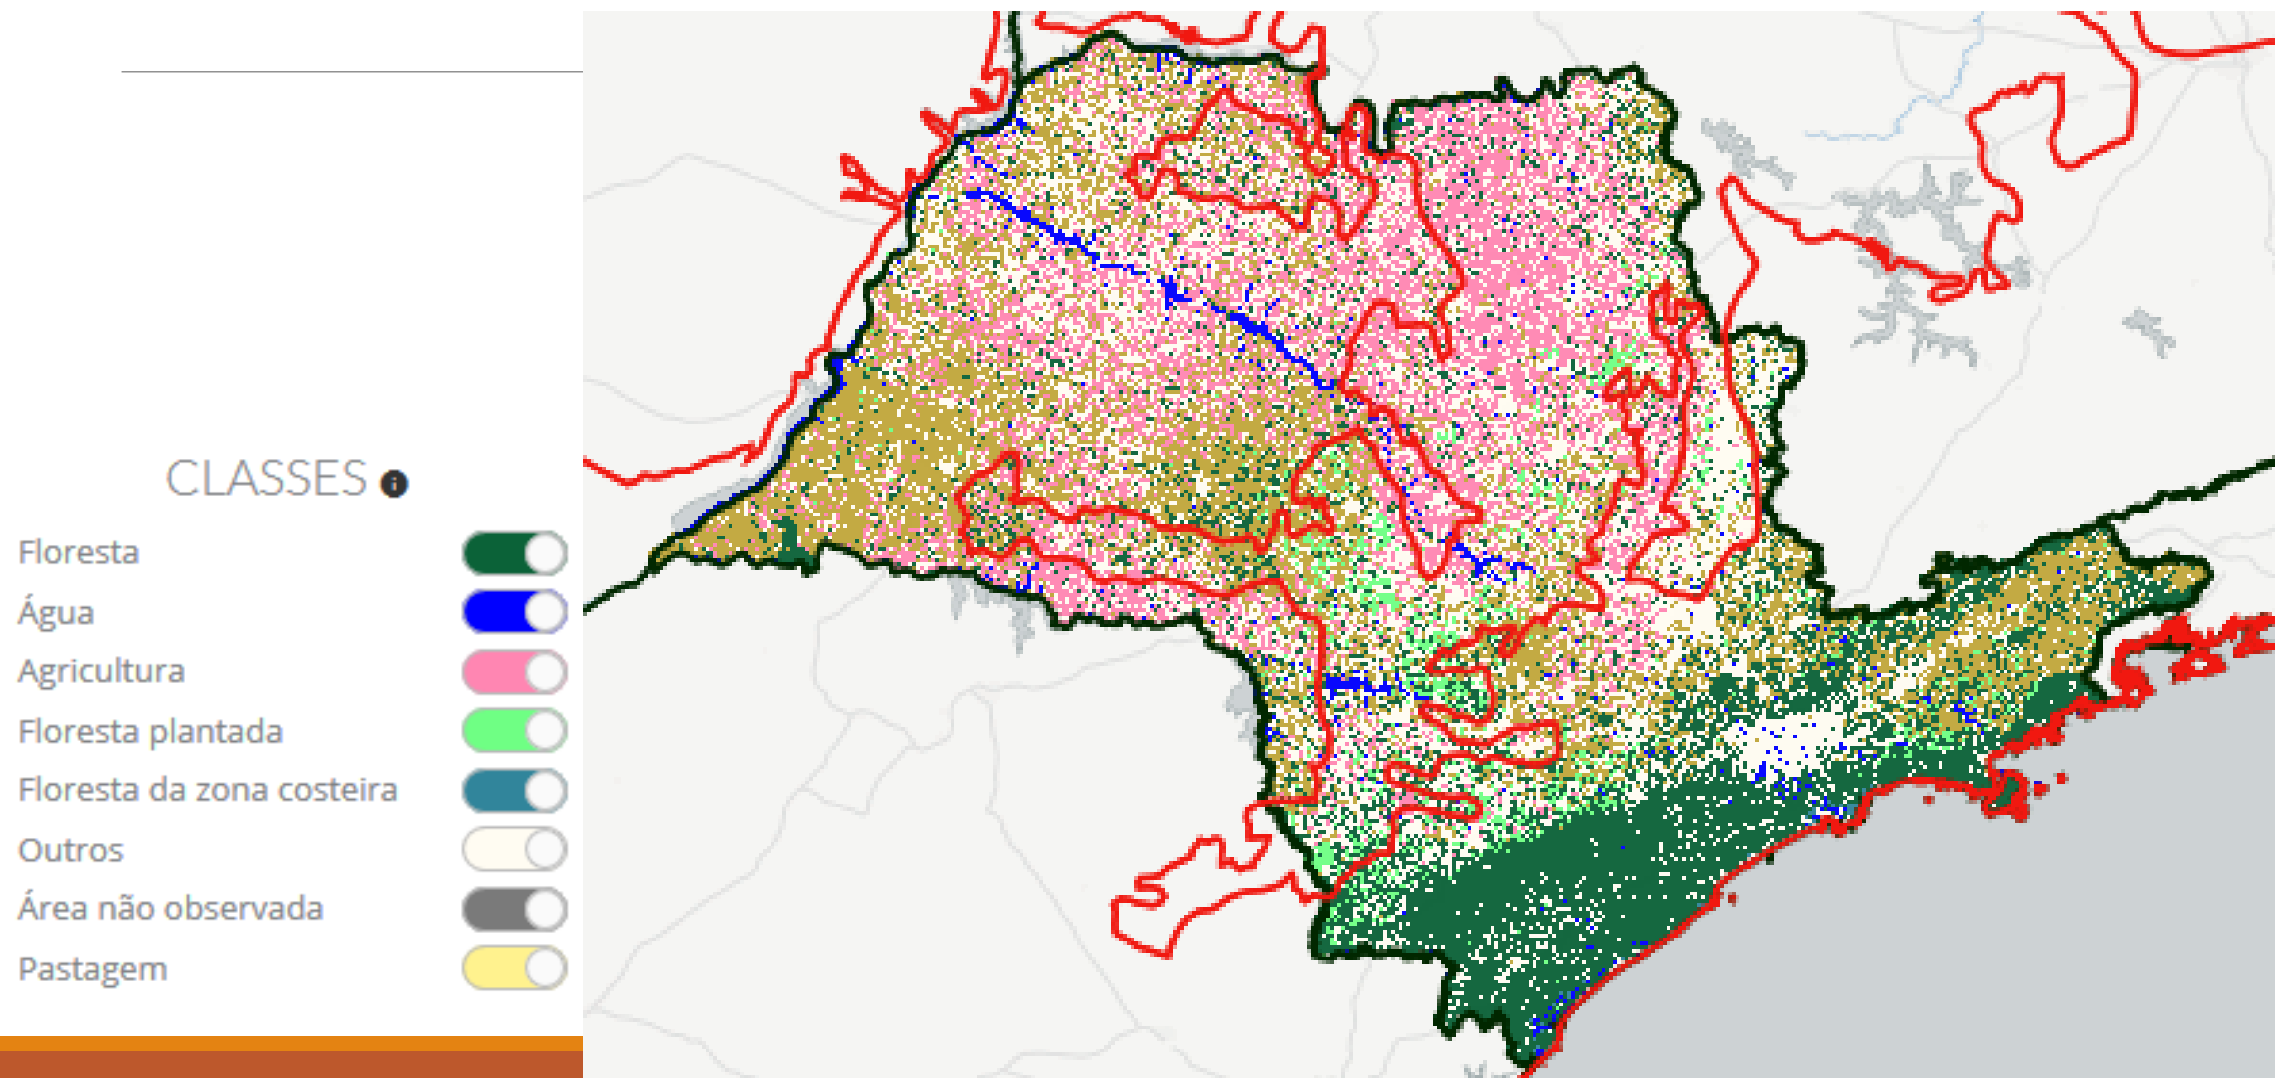 CLASSES
Floresta
Água
Agricultura
Floresta plantada
Floresta da zona costeira
Outros
Área não observada
Pastagem